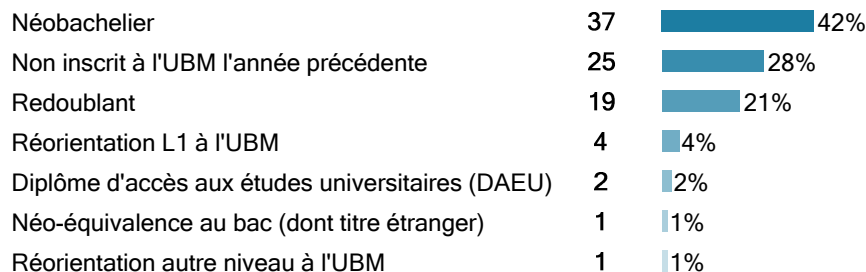 Néobachelier 37 42%
Non inscrit à l'UBM l'année précédente 25 28%
Redoublant 19 21%
Réorientation L1 à l'UBM 4 4%
Diplôme d'accès aux études universitaires (DAEU) 2 2%
Néo-équivalence au bac (dont titre étranger) 1 1%
Réorientation autre niveau à l'UBM 1 1%